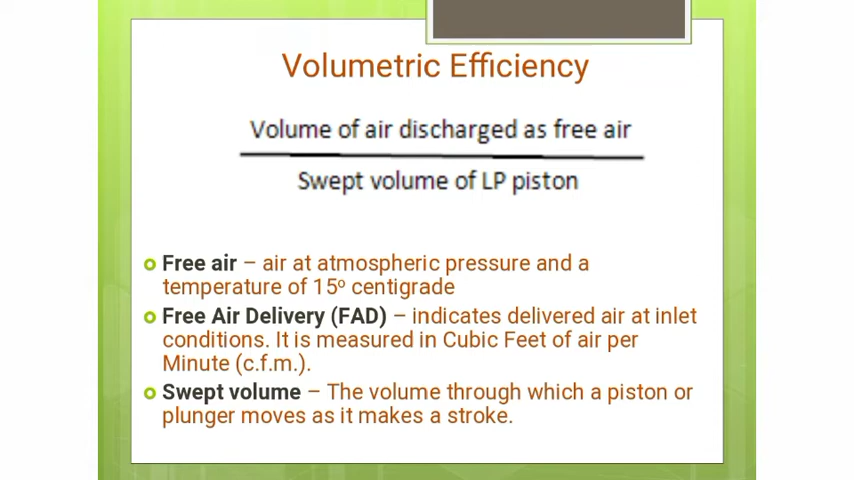 Volumetric Efficiency
Volume of air discharged as free air
Swept volume of LP piston
Free air – air at atmospheric pressure and a
temperature of 15º centigrade
Free Air Delivery (FAD) – indicates delivered air at inlet
conditions. It is measured in Cubic Feet of air per
Minute (c.f.m.).
Swept volume – The volume through which a piston or
plunger moves as it makes a stroke.